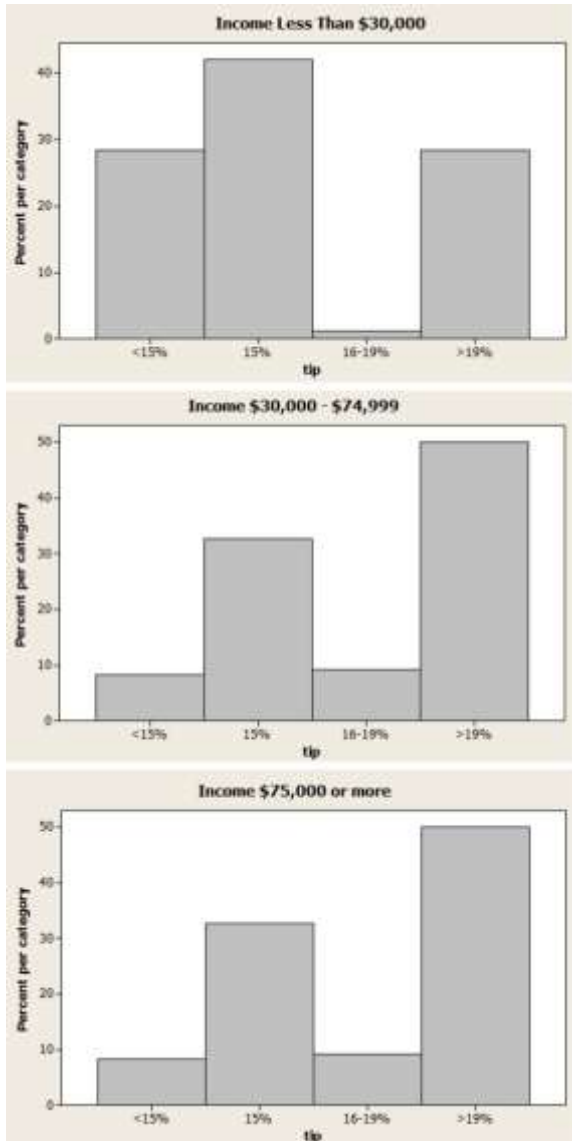 Income Less Than $30,000
Percent per category
40
30
20
10
0
<15% 15% 16-19% >19%
tip
Income $30,000 - $74,999
Percent per category
50
40
30
20
10
0
<15% 15% 16-19% >19%
tip
Income $75,000 or more
Percent per category
50
40
30
20
10
0
<15% 15% 16-19% >19%
tip